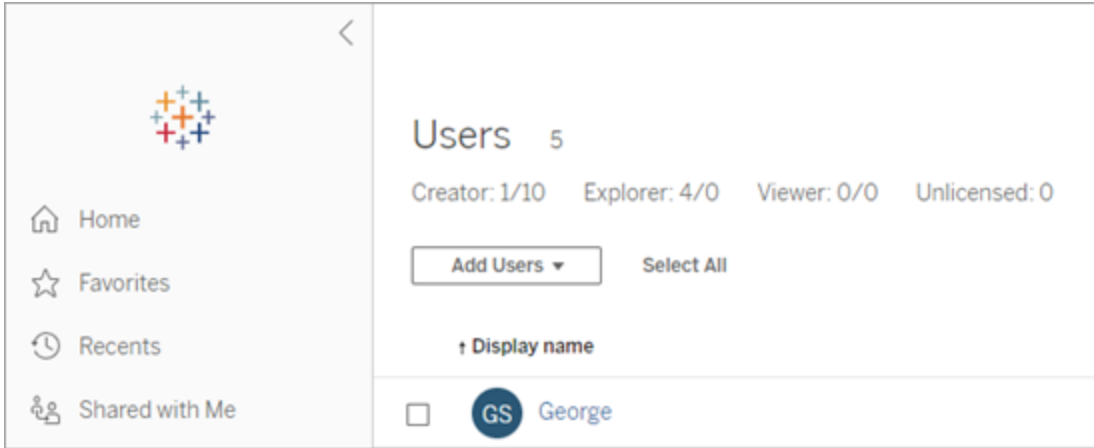 Home
Favorites
Recents
Shared with Me
Users 5
Creator: 1/10 Explorer: 4/0 Viewer: 0/0 Unlicensed: 0
Add Users ▾ Select All
↑ Display name
GS George